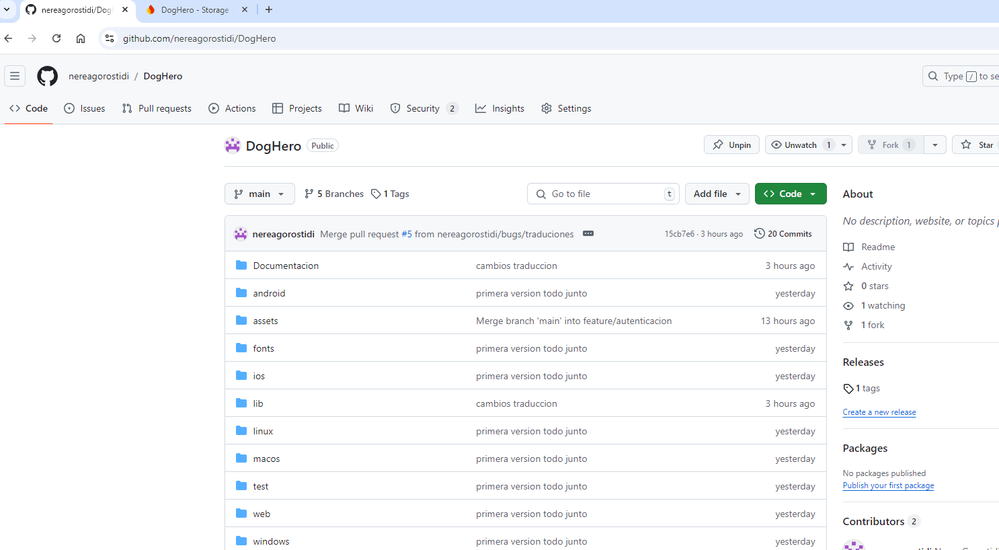 nereagorostidi/Dog
DogHero - Storage
github.com/nereagorostidi/DogHero
nereagorostidi / DogHero
Type / to se
Code Issues Pull requests Actions Projects Wiki Security 2 Insights Settings
DogHero Public
Unpin Unwatch 1 Fork 1 Star
main 5 Branches 1 Tags
Go to file t Add file Code
nereagorostidi Merge pull request #5 from nereagorostidi/bugs/traduciones 15cb7e6 · 3 hours ago 20 Commits
Documentacion cambios traduccion 3 hours ago
android primera version todo junto yesterday
assets Merge branch 'main' into feature/autenticacion 13 hours ago
fonts primera version todo junto yesterday
ios primera version todo junto yesterday
lib cambios traduccion 3 hours ago
linux primera version todo junto yesterday
macos primera version todo junto yesterday
test primera version todo junto yesterday
web primera version todo junto yesterday
windows primera version todo junto yesterday
About
No description, website, or topics
Readme
Activity
0 stars
1 watching
1 fork
Releases
1 tags
Create a new release
Packages
No packages published
Publish your first package
Contributors 2